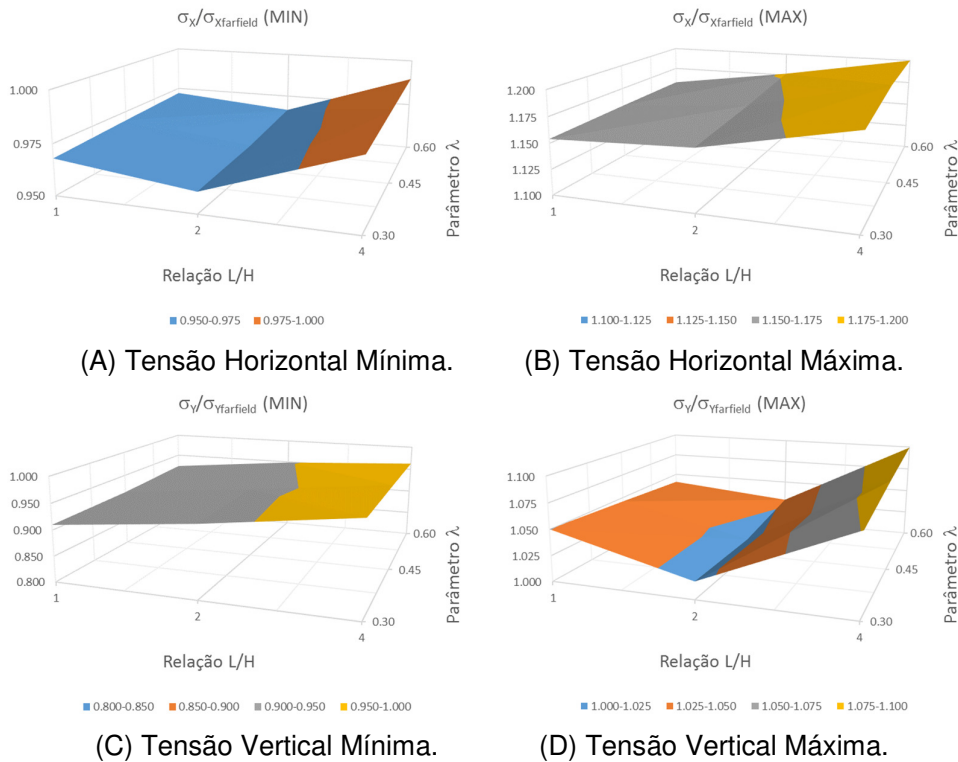 σX/σXfarfield (MIN)
1.000
0.975
0.950
1
2
4
0.60
0.45
0.30
Parâmetro λ
Relação L/H
0.950-0.975 0.975-1.000
(A) Tensão Horizontal Mínima.
σX/σXfarfield (MAX)
1.200
1.175
1.150
1.125
1.100
1
2
4
0.60
0.45
0.30
Parâmetro λ
Relação L/H
1.100-1.125 1.125-1.150 1.150-1.175 1.175-1.200
(B) Tensão Horizontal Máxima.
σY/σYfarfield (MIN)
1.000
0.950
0.900
0.850
0.800
1
2
4
0.60
0.45
0.30
Parâmetro λ
Relação L/H
0.800-0.850 0.850-0.900 0.900-0.950 0.950-1.000
(C) Tensão Vertical Mínima.
σY/σYfarfield (MAX)
1.100
1.075
1.050
1.025
1.000
1
2
4
0.60
0.45
0.30
Parâmetro λ
Relação L/H
1.000-1.025 1.025-1.050 1.050-1.075 1.075-1.100
(D) Tensão Vertical Máxima.